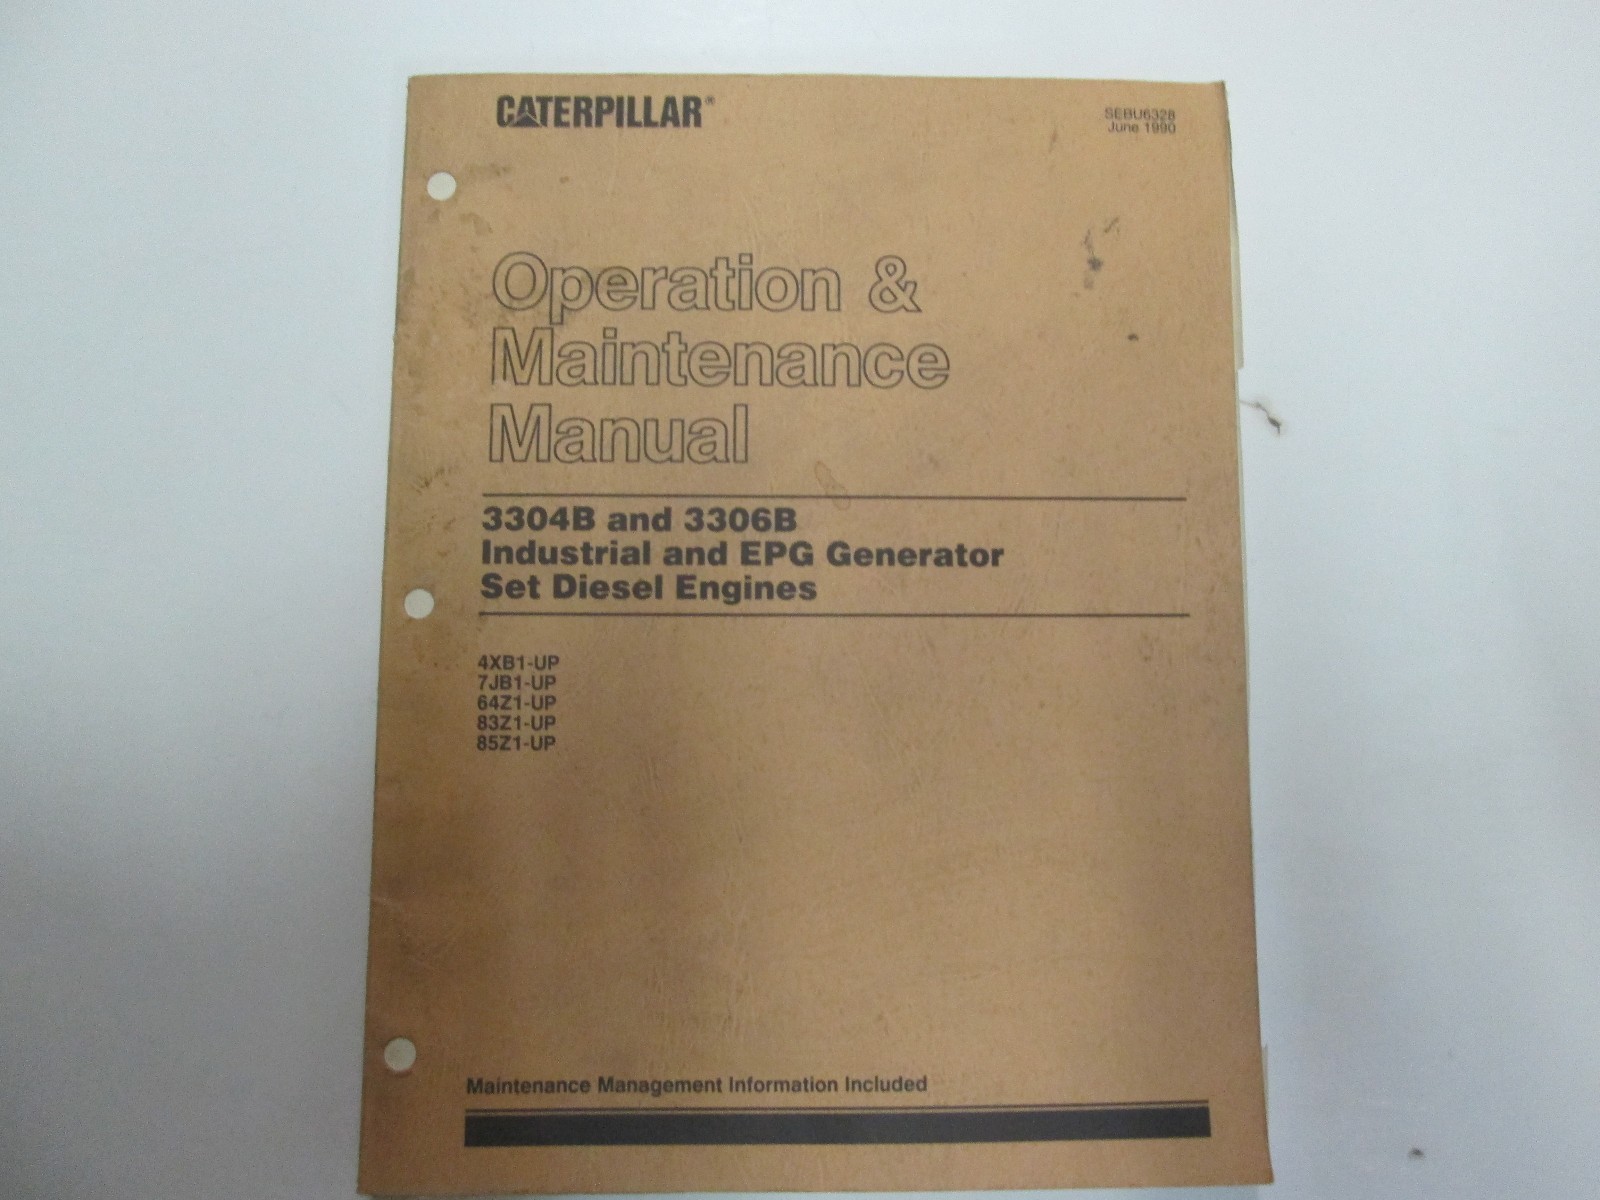 CATERPILLAR®
SEBU6328
June 1990
Operation &
Maintenance
Manual
3304B and 3306B
Industrial and EPG Generator
Set Diesel Engines
4XB1-UP
7JB1-UP
64Z1-UP
83Z1-UP
85Z1-UP
Maintenance Management Information Included